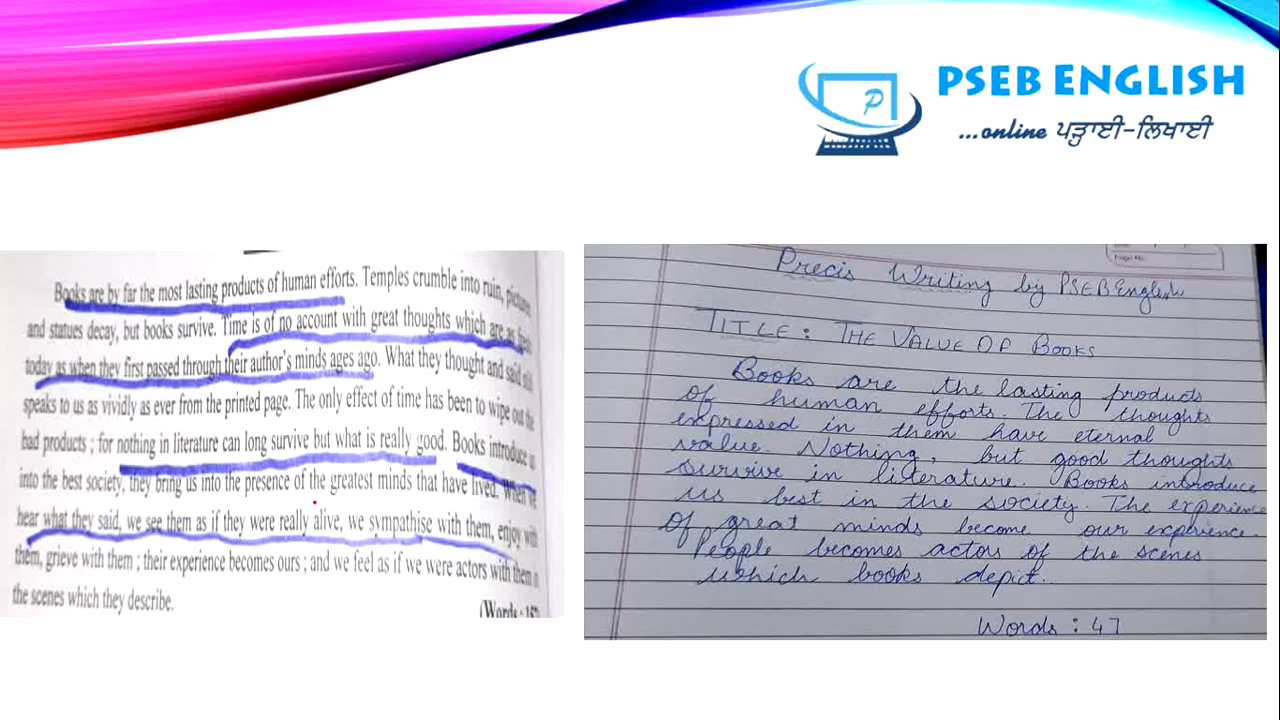 PSEB ENGLISH
...online ਪੜ੍ਹਾਈ-ਲਿਖਾਈ
Books are by far the most lasting products of human efforts. Temples crumble into ruin, pictures
and statues decay, but books survive. Time is of no account with great thoughts which are as fresh
today as when they first passed through their author's minds ages ago. What they thought and said still
speaks to us as vividly as ever from the printed page. The only effect of time has been to wipe out the
bad products ; for nothing in literature can long survive but what is really good. Books introduce us
into the best society, they bring us into the presence of the greatest minds that have lived. When we
hear what they said, we see them as if they were really alive, we sympathise with them, enjoy with
them, grieve with them ; their experience becomes ours ; and we feel as if we were actors with them in
the scenes which they describe.
(Words :
Page No.
Precis Writing by PSEB English
TITLE : THE VALUE OF BOOKS
Books are the lasting products
of human efforts. The thoughts
expressed in them have eternal
value. Nothing, but good thoughts
survive in literature. Books introduce
us best in the society. The experience
of great minds become our experience.
People becomes actors of the scenes
which books depict.
Words : 47